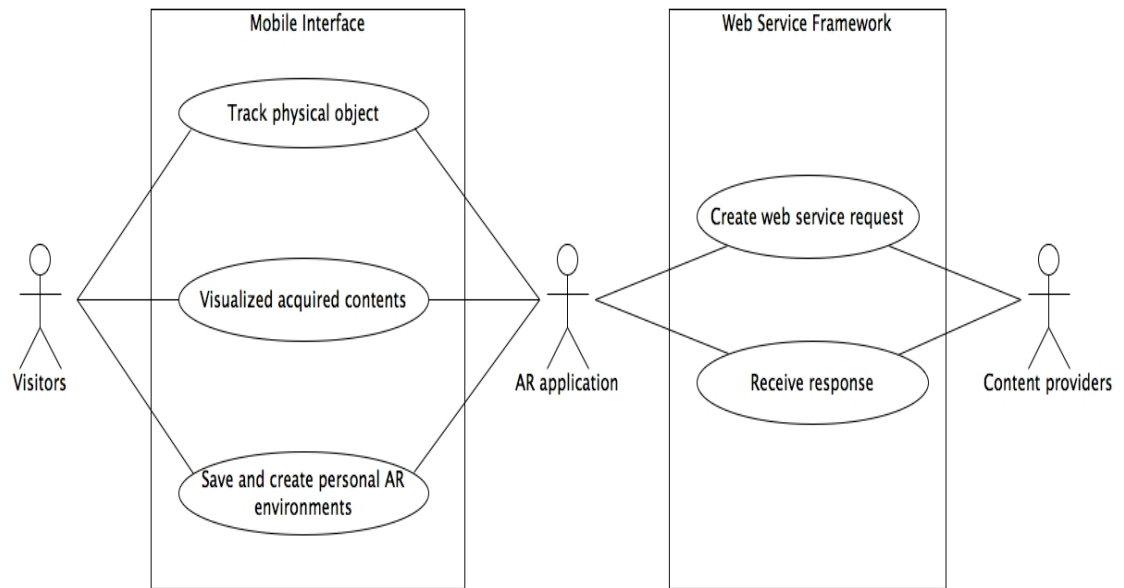 Mobile Interface
Web Service Framework
Track physical object
Create web service request
Visualized acquired contents
Visitors
AR application
Receive response
Content providers
Save and create personal AR
environments